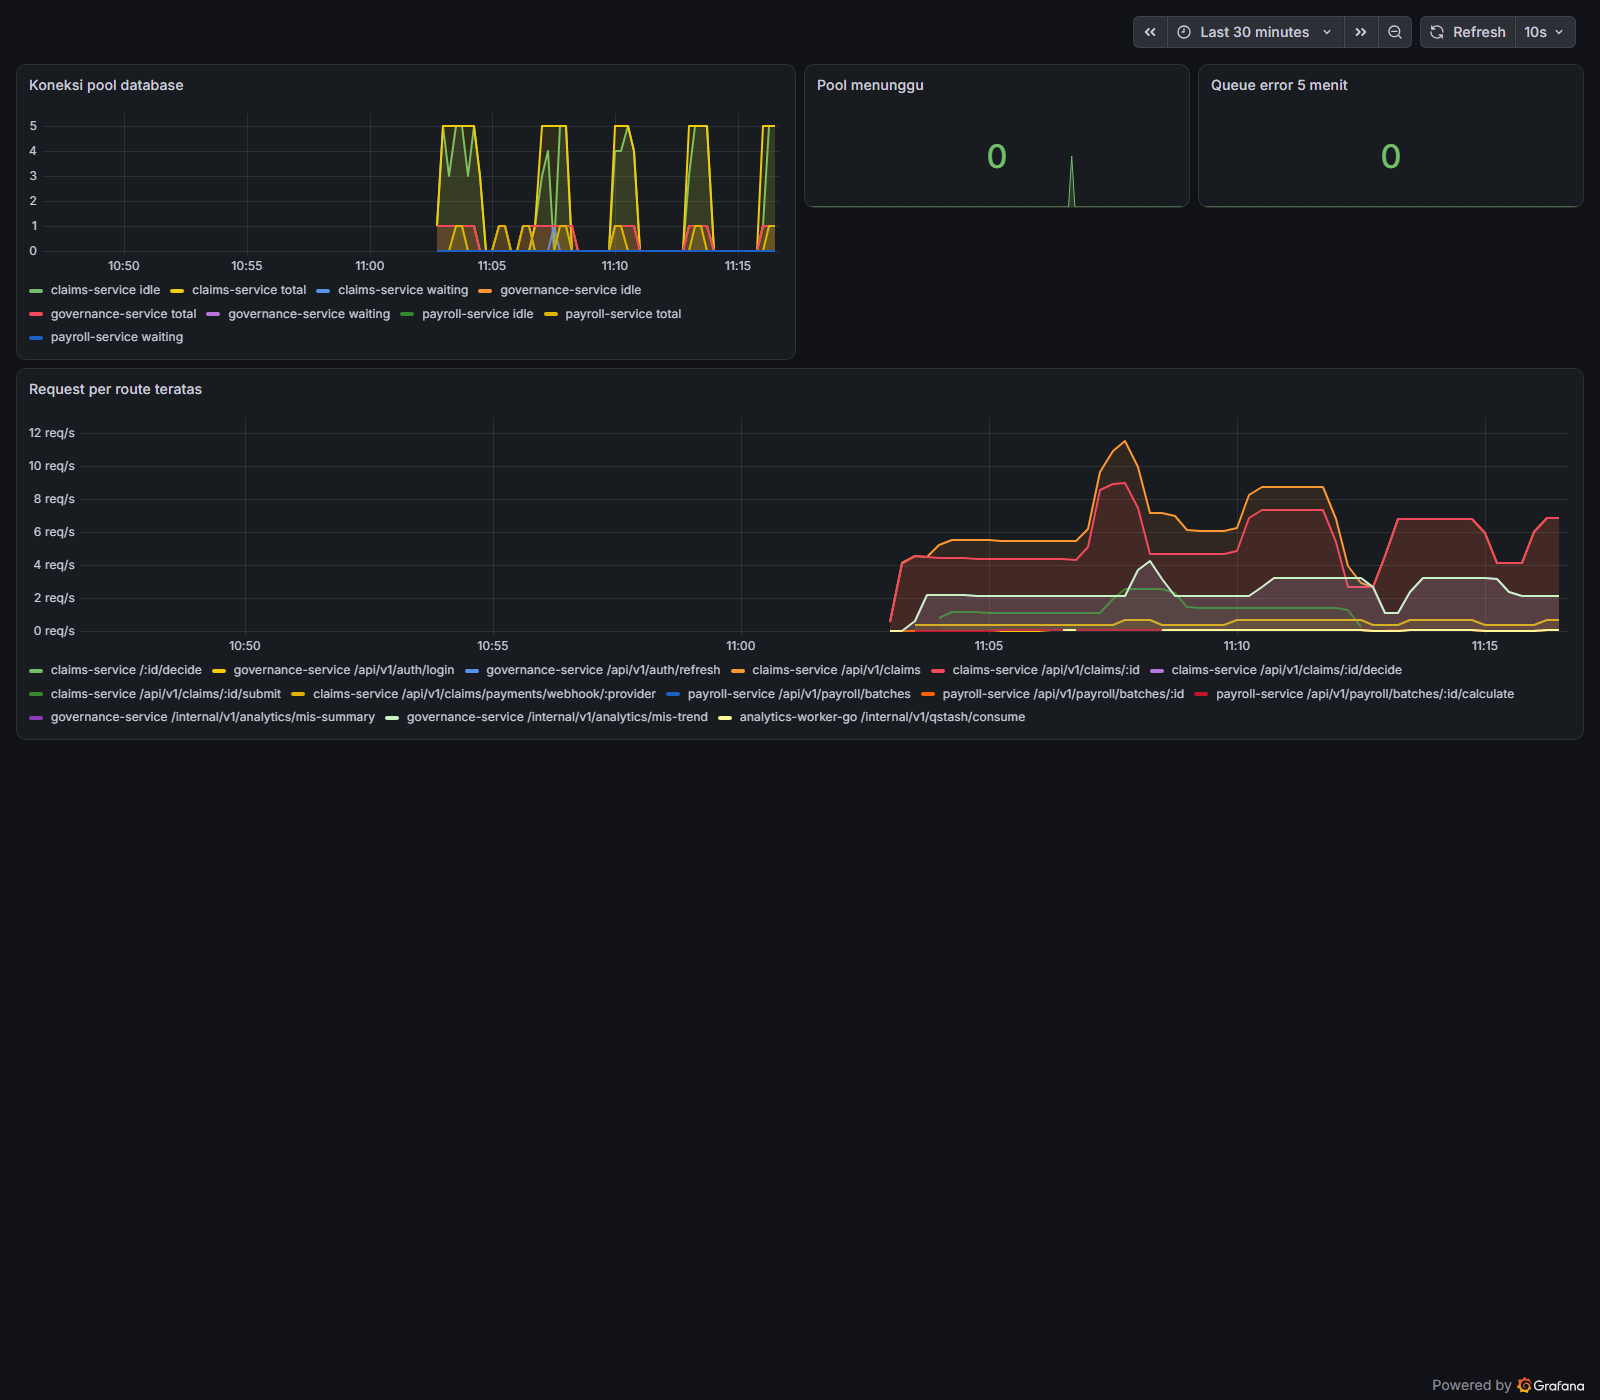 Last 30 minutes
Refresh
10s
Koneksi pool database
5
4
3
2
1
0
10:50 10:55 11:00 11:05 11:10 11:15
claims-service idle claims-service total claims-service waiting governance-service idle
governance-service total governance-service waiting payroll-service idle payroll-service total
payroll-service waiting
Pool menunggu
0
Queue error 5 menit
0
Request per route teratas
12 req/s
10 req/s
8 req/s
6 req/s
4 req/s
2 req/s
0 req/s
10:50 10:55 11:00 11:05 11:10 11:15
claims-service /:id/decide governance-service /api/v1/auth/login governance-service /api/v1/auth/refresh claims-service /api/v1/claims claims-service /api/v1/claims/:id claims-service /api/v1/claims/:id/decide
claims-service /api/v1/claims/:id/submit claims-service /api/v1/claims/payments/webhook/:provider payroll-service /api/v1/payroll/batches payroll-service /api/v1/payroll/batches/:id payroll-service /api/v1/payroll/batches/:id/calculate
governance-service /internal/v1/analytics/mis-summary governance-service /internal/v1/analytics/mis-trend analytics-worker-go /internal/v1/qstash/consume
Powered by Grafana